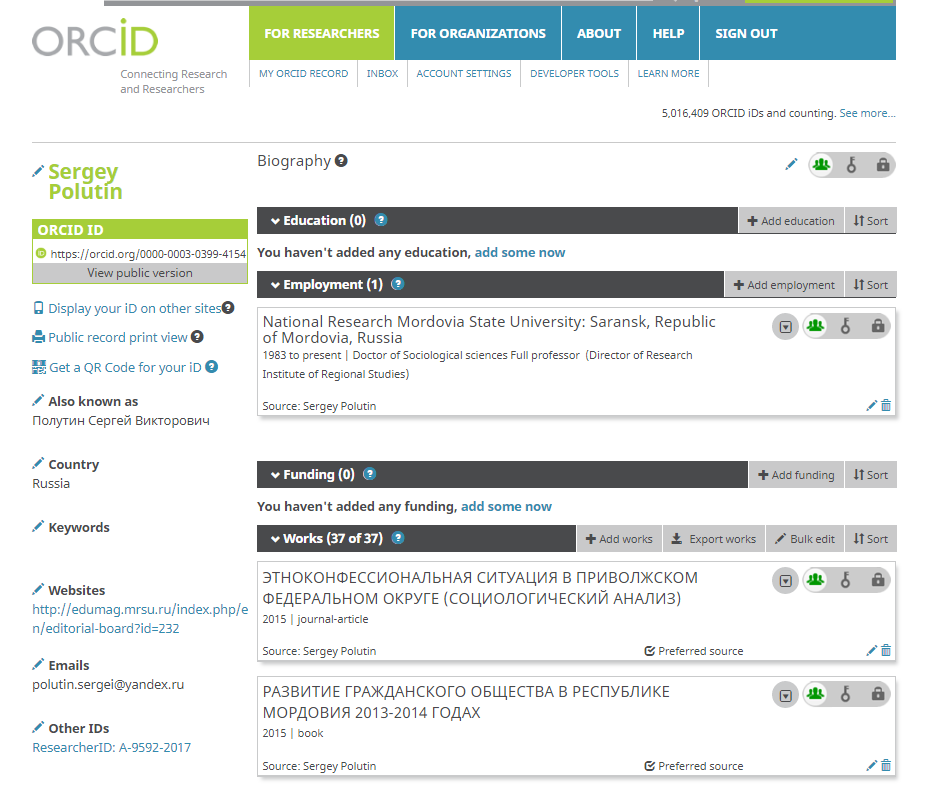 ORCID
Connecting Research
and Researchers
FOR RESEARCHERS
FOR ORGANIZATIONS
ABOUT
HELP
SIGN OUT
MY ORCID RECORD
INBOX
ACCOUNT SETTINGS
DEVELOPER TOOLS
LEARN MORE
5,016,409 ORCID iDs and counting. See more...
Sergey
Polutin
ORCID ID
iD https://orcid.org/0000-0003-0399-4154
View public version
Display your iD on other sites ?
Public record print view ?
Get a QR Code for your iD ?
Also known as
Полутин Сергей Викторович
Country
Russia
Keywords
Websites
http://edumag.mrsu.ru/index.php/e
n/editorial-board?id=232
Emails
polutin.sergei@yandex.ru
Other IDs
ResearcherID: A-9592-2017
Biography ?
Education (0) ? Add education Sort
You haven't added any education, add some now
Employment (1) ? Add employment Sort
National Research Mordovia State University: Saransk, Republic
of Mordovia, Russia
1983 to present | Doctor of Sociological sciences Full professor (Director of Research
Institute of Regional Studies)
Source: Sergey Polutin
Funding (0) ? Add funding Sort
You haven't added any funding, add some now
Works (37 of 37) ? Add works Export works Bulk edit Sort
ЭТНОКОНФЕССИОНАЛЬНАЯ СИТУАЦИЯ В ПРИВОЛЖСКОМ
ФЕДЕРАЛЬНОМ ОКРУГЕ (СОЦИОЛОГИЧЕСКИЙ АНАЛИЗ)
2015 | journal-article
Source: Sergey Polutin Preferred source
РАЗВИТИЕ ГРАЖДАНСКОГО ОБЩЕСТВА В РЕСПУБЛИКЕ
МОРДОВИЯ 2013-2014 ГОДАХ
2015 | book
Source: Sergey Polutin Preferred source